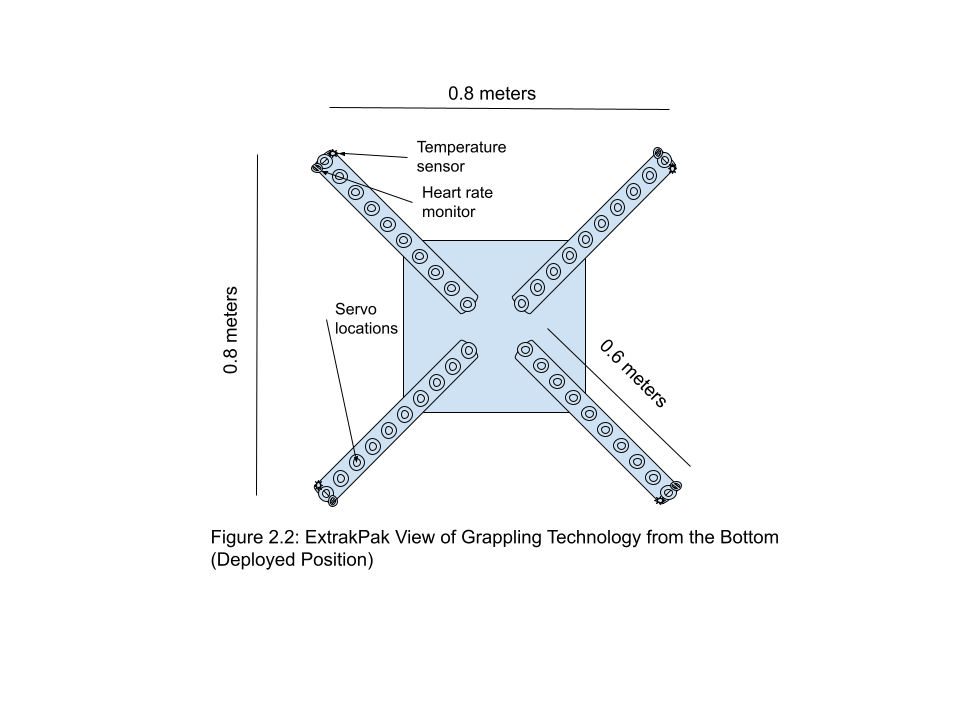 0.8 meters
Temperature
sensor
Heart rate
monitor
0.8 meters
Servo
locations
0.6 meters
Figure 2.2: ExtrakPak View of Grappling Technology from the Bottom
(Deployed Position)